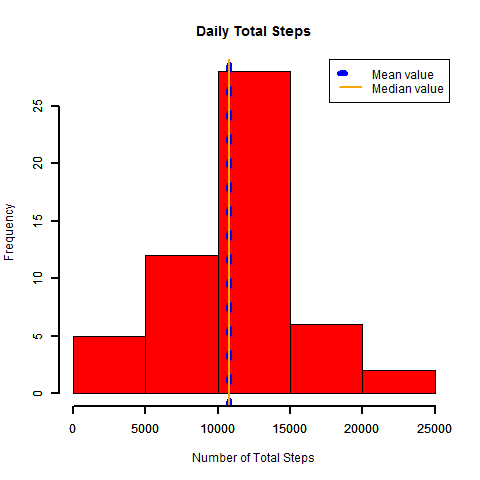 Daily Total Steps
Mean value
Median value
Frequency
25
20
15
10
5
0
0 5000 10000 15000 20000 25000
Number of Total Steps